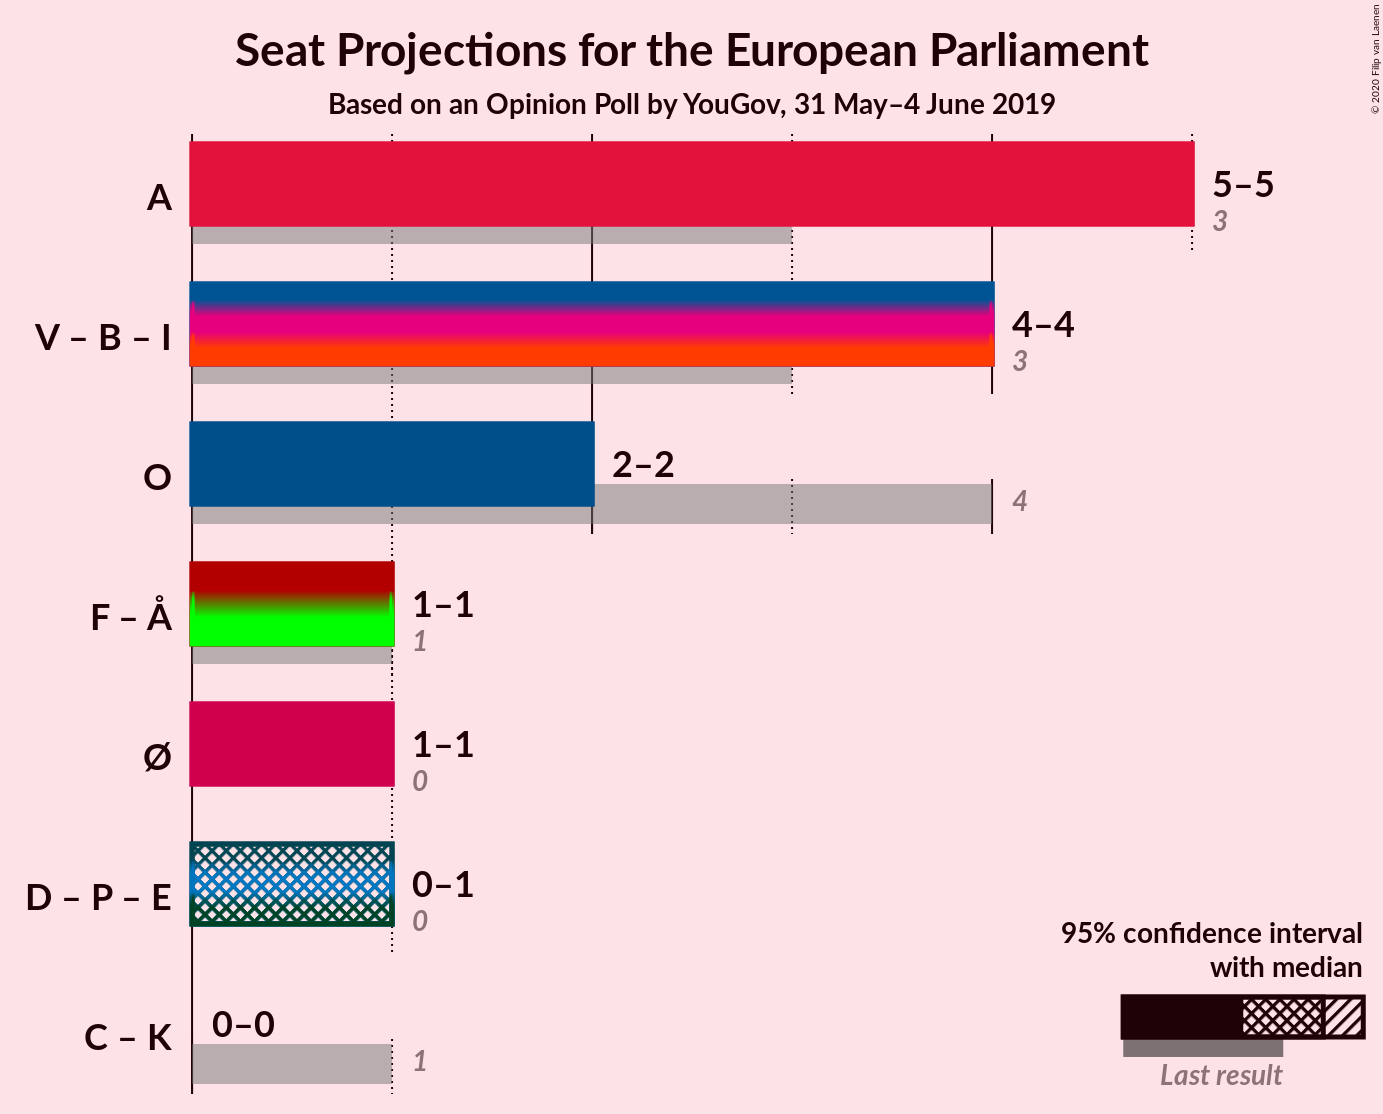 Seat Projections for the European Parliament
Based on an Opinion Poll by YouGov, 31 May–4 June 2019
© 2020 Filip van Laenen
A
5–5
3
V – B – I
4–4
3
O
2–2
4
F – Å
1–1
1
Ø
1–1
0
D – P – E
0–1
0
C – K
0–0
1
95% confidence interval
with median
Last result